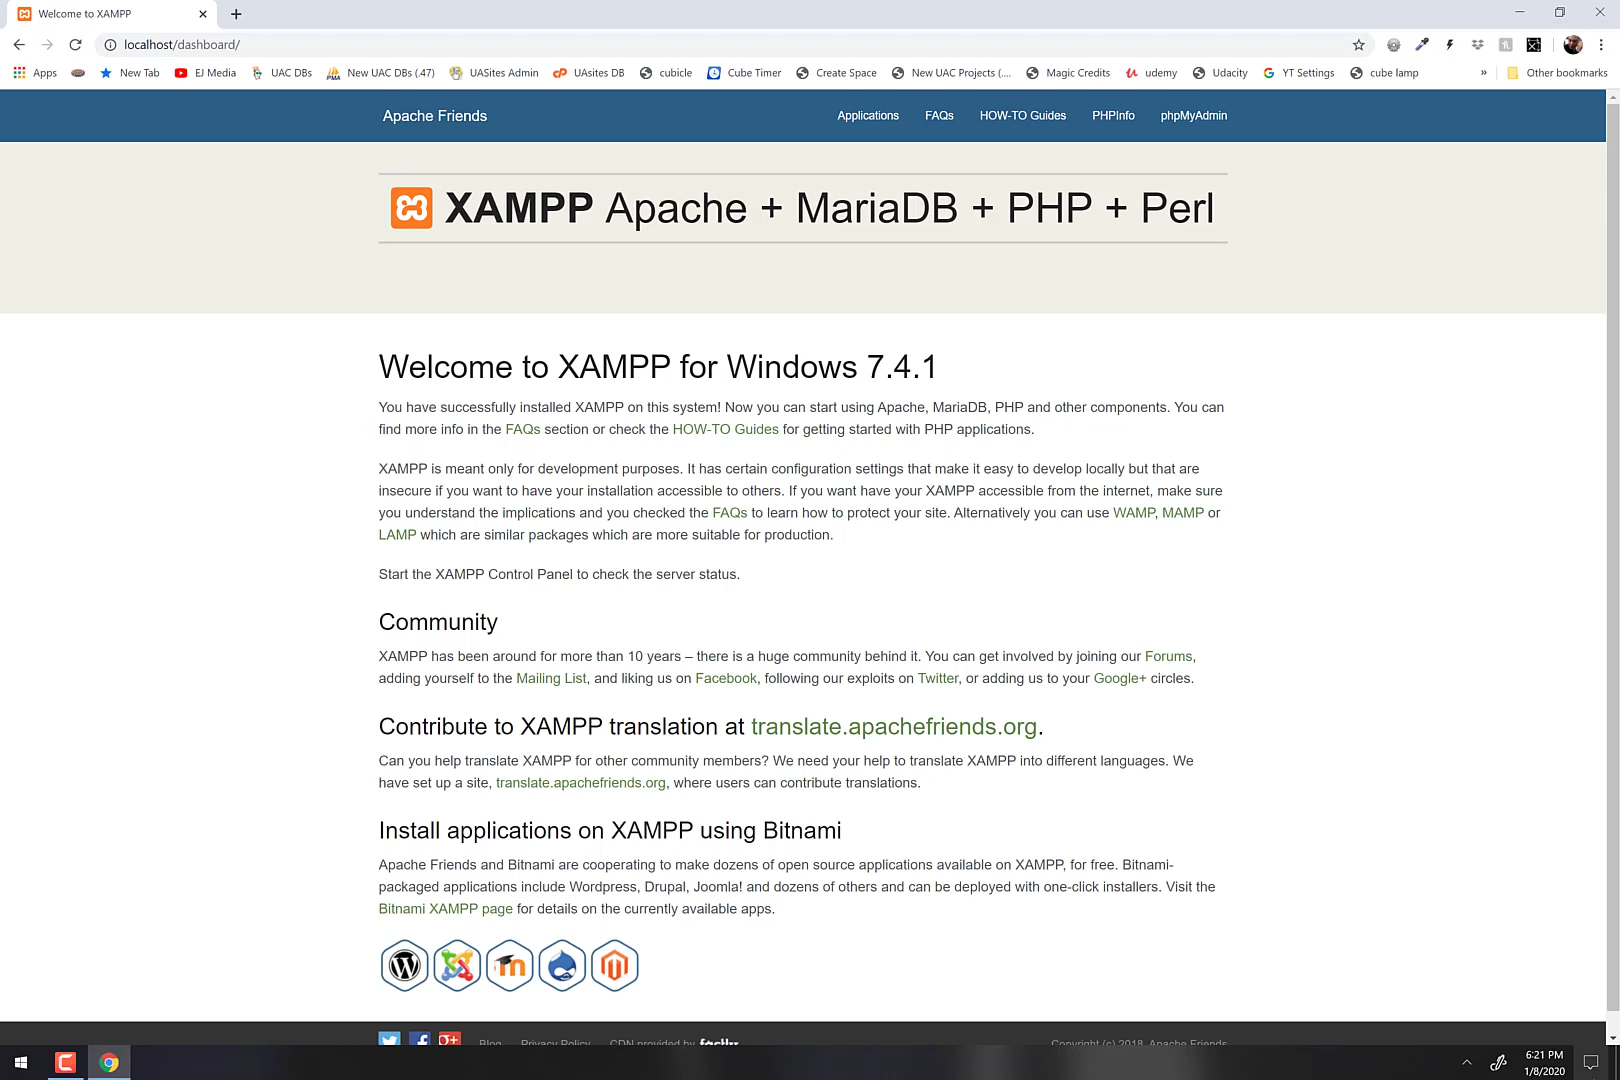 Welcome to XAMPP
localhost/dashboard/
Apps New Tab EJ Media UAC DBs New UAC DBs (.47) UASites Admin UAsites DB cubicle Cube Timer Create Space New UAC Projects (.... Magic Credits udemy Udacity YT Settings cube lamp » Other bookmarks
Apache Friends Applications FAQs HOW-TO Guides PHPInfo phpMyAdmin
XAMPP Apache + MariaDB + PHP + Perl
Welcome to XAMPP for Windows 7.4.1
You have successfully installed XAMPP on this system! Now you can start using Apache, MariaDB, PHP and other components. You can
find more info in the FAQs section or check the HOW-TO Guides for getting started with PHP applications.
XAMPP is meant only for development purposes. It has certain configuration settings that make it easy to develop locally but that are
insecure if you want to have your installation accessible to others. If you want have your XAMPP accessible from the internet, make sure
you understand the implications and you checked the FAQs to learn how to protect your site. Alternatively you can use WAMP, MAMP or
LAMP which are similar packages which are more suitable for production.
Start the XAMPP Control Panel to check the server status.
Community
XAMPP has been around for more than 10 years – there is a huge community behind it. You can get involved by joining our Forums,
adding yourself to the Mailing List, and liking us on Facebook, following our exploits on Twitter, or adding us to your Google+ circles.
Contribute to XAMPP translation at translate.apachefriends.org.
Can you help translate XAMPP for other community members? We need your help to translate XAMPP into different languages. We
have set up a site, translate.apachefriends.org, where users can contribute translations.
Install applications on XAMPP using Bitnami
Apache Friends and Bitnami are cooperating to make dozens of open source applications available on XAMPP, for free. Bitnami-
packaged applications include Wordpress, Drupal, Joomla! and dozens of others and can be deployed with one-click installers. Visit the
Bitnami XAMPP page for details on the currently available apps.
Blog Privacy Policy CDN provided by fastly Copyright (c) 2018, Apache Friends
6:21 PM
1/8/2020